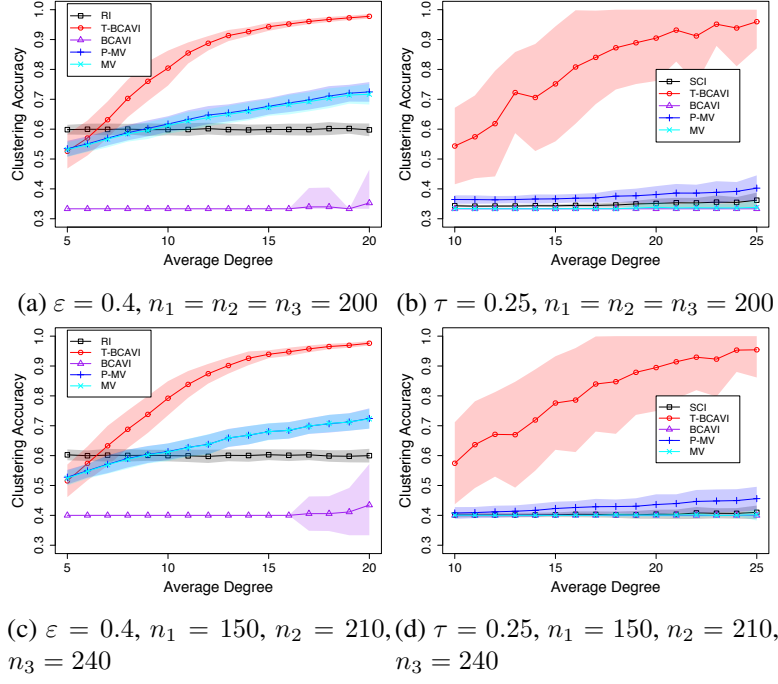 Clustering Accuracy
0.3 0.4 0.5 0.6 0.7 0.8 0.9 1.0
RI
T-BCAVI
BCAVI
P-MV
MV
5 10 15 20
Average Degree
(a) ε = 0.4, n₁ = n₂ = n₃ = 200
Clustering Accuracy
0.3 0.4 0.5 0.6 0.7 0.8 0.9 1.0
SCI
T-BCAVI
BCAVI
P-MV
MV
10 15 20 25
Average Degree
(b) τ = 0.25, n₁ = n₂ = n₃ = 200
Clustering Accuracy
0.3 0.4 0.5 0.6 0.7 0.8 0.9 1.0
RI
T-BCAVI
BCAVI
P-MV
MV
5 10 15 20
Average Degree
(c) ε = 0.4, n₁ = 150, n₂ = 210,
n₃ = 240
Clustering Accuracy
0.3 0.4 0.5 0.6 0.7 0.8 0.9 1.0
SCI
T-BCAVI
BCAVI
P-MV
MV
10 15 20 25
Average Degree
(d) τ = 0.25, n₁ = 150, n₂ = 210,
n₃ = 240